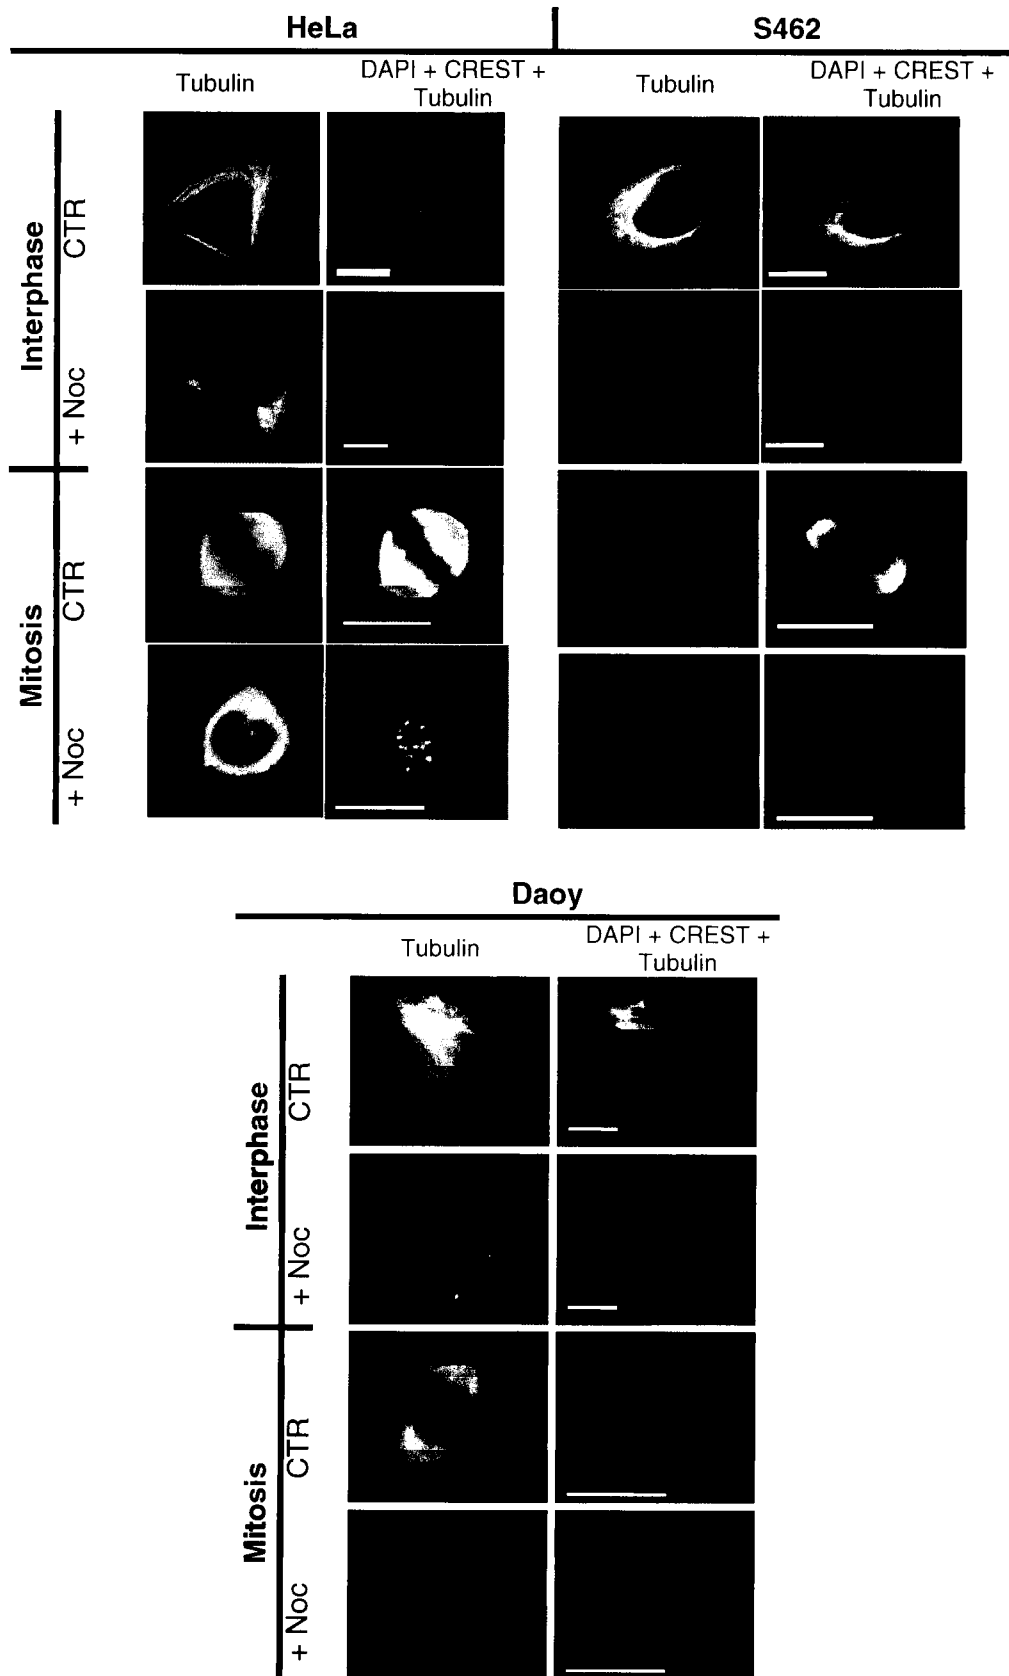 HeLa
S462
Tubulin
DAPI + CREST +
Tubulin
Tubulin
DAPI + CREST +
Tubulin
Interphase
CTR
+ Noc
Mitosis
CTR
+ Noc
Daoy
Tubulin
DAPI + CREST +
Tubulin
Interphase
CTR
+ Noc
Mitosis
CTR
+ Noc